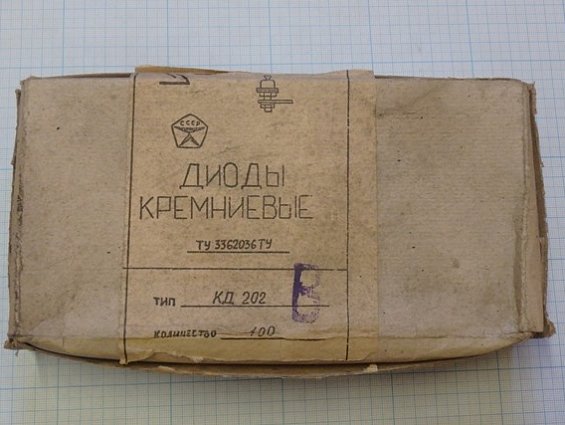 СССР
ДИОДЫ
КРЕМНИЕВЫЕ
ТУ 3362036ТУ
ТИП КД 202 В
КОЛИЧЕСТВО 100